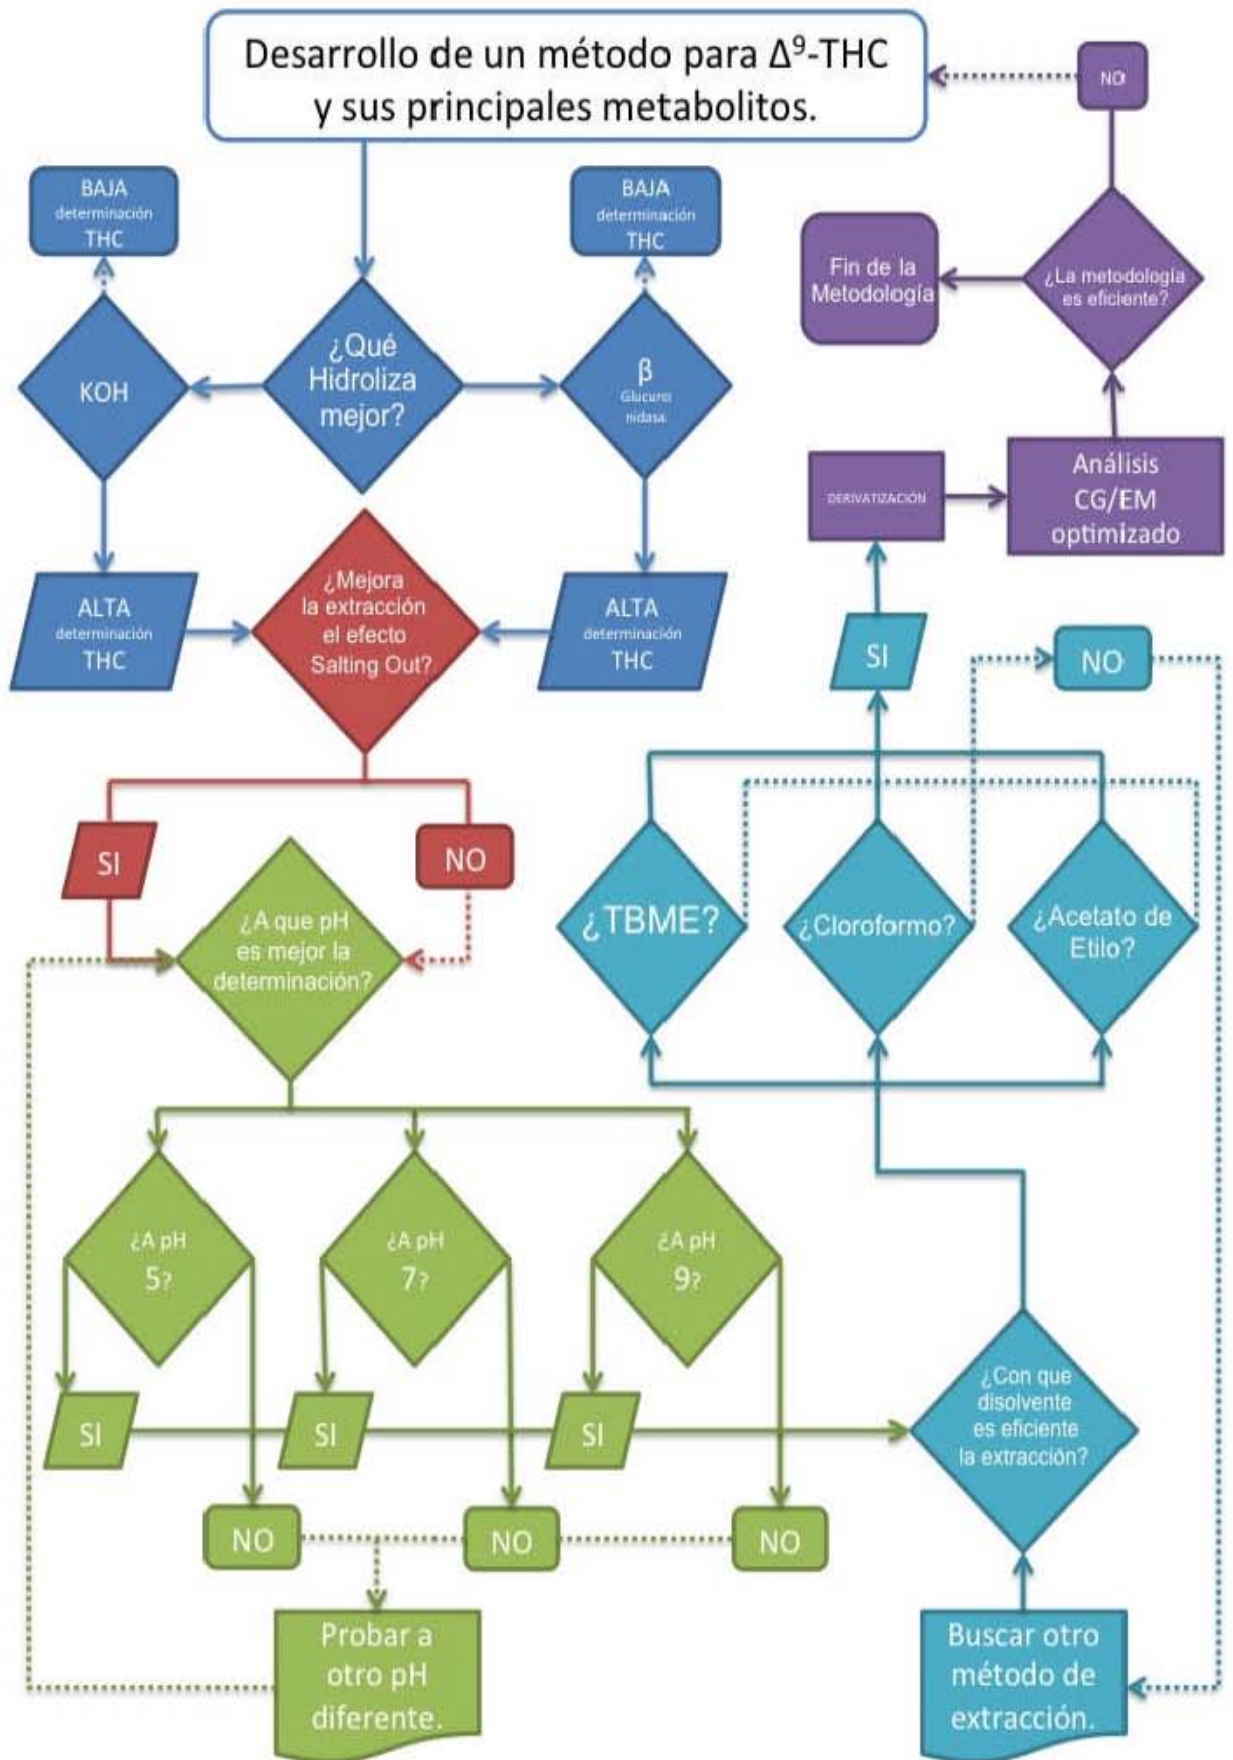 Desarrollo de un método para Δ⁹-THC
y sus principales metabolitos.
NO
BAJA
determinación
THC
BAJA
determinación
THC
Fin de la
Metodología
¿La metodología
es eficiente?
KOH
¿Qué
Hidroliza
mejor?
β
Glucuro
nidasa
DERIVATIZACIÓN
Análisis
CG/EM
optimizado
ALTA
determinación
THC
¿Mejora
la extracción
el efecto
Salting Out?
ALTA
determinación
THC
SI
NO
SI
NO
¿A que pH
es mejor la
determinación?
¿TBME?
¿Cloroformo?
¿Acetato de
Etilo?
¿A pH
5?
¿A pH
7?
¿A pH
9?
¿Con que
disolvente
es eficiente
la extracción?
SI
SI
SI
NO
NO
NO
Probar a
otro pH
diferente.
Buscar otro
método de
extracción.